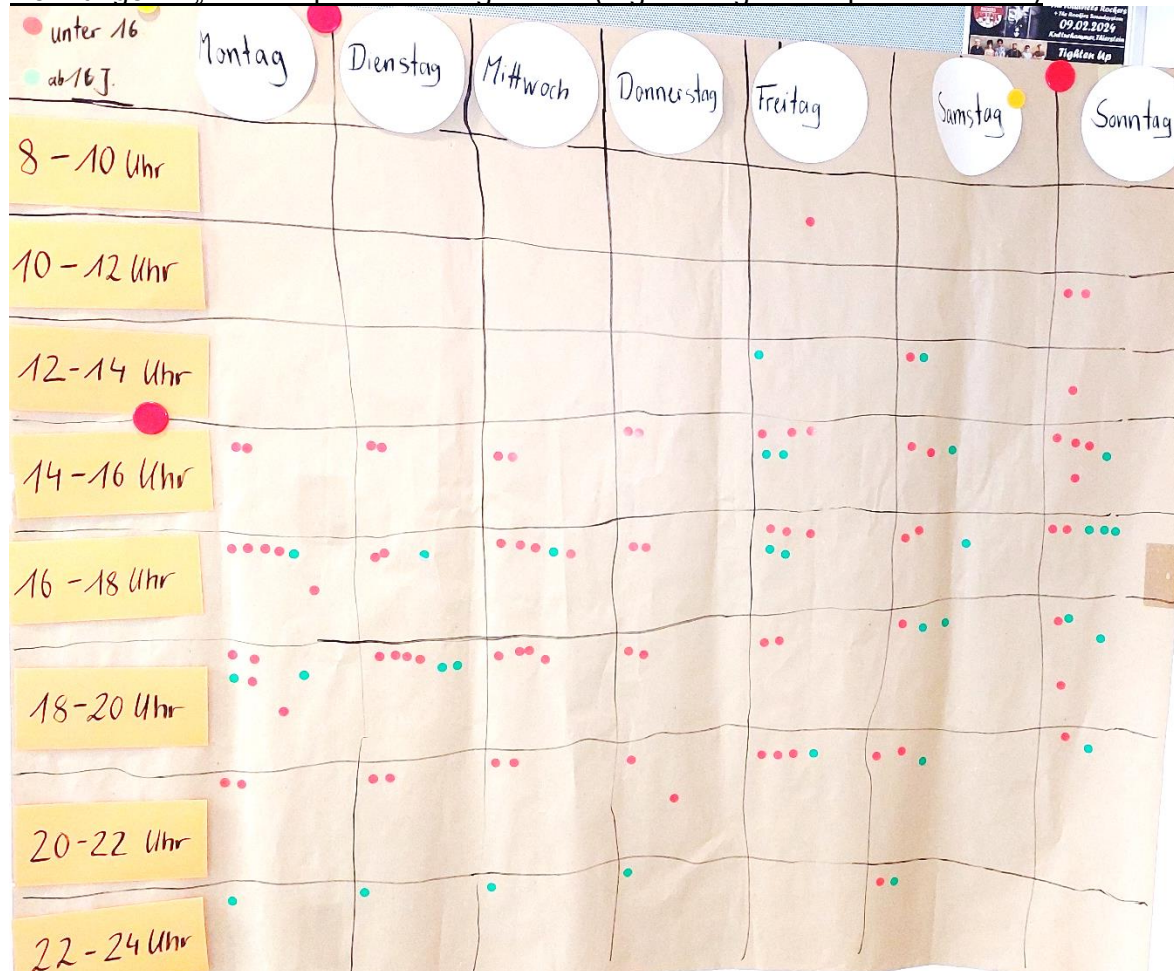 unter 16
ab 16 J.
Montag
Dienstag
Mittwoch
Donnerstag
Freitag
Samstag
Sonntag
09.02.2024
Tighten Up
8 - 10 Uhr
10 - 12 Uhr
12-14 Uhr
14-16 Uhr
16 - 18 Uhr
18-20 Uhr
20-22 Uhr
22-24 Uhr